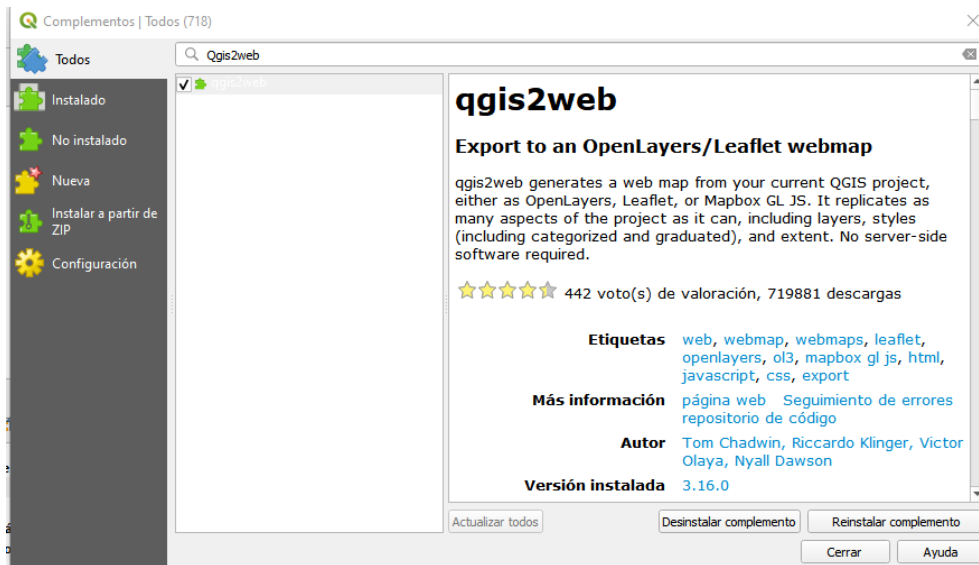 Complementos | Todos (718)
Todos
Instalado
No instalado
Nueva
Instalar a partir de
ZIP
Configuración
Qgis2web
qgis2web
qgis2web
Export to an OpenLayers/Leaflet webmap
qgis2web generates a web map from your current QGIS project,
either as OpenLayers, Leaflet, or Mapbox GL JS. It replicates as
many aspects of the project as it can, including layers, styles
(including categorized and graduated), and extent. No server-side
software required.
442 voto(s) de valoración, 719881 descargas
Etiquetas web, webmap, webmaps, leaflet,
openlayers, ol3, mapbox gl js, html,
javascript, css, export
Más información página web Seguimiento de errores
repositorio de código
Autor Tom Chadwin, Riccardo Klinger, Victor
Olaya, Nyall Dawson
Versión instalada 3.16.0
Actualizar todos Desinstalar complemento Reinstalar complemento
Cerrar Ayuda